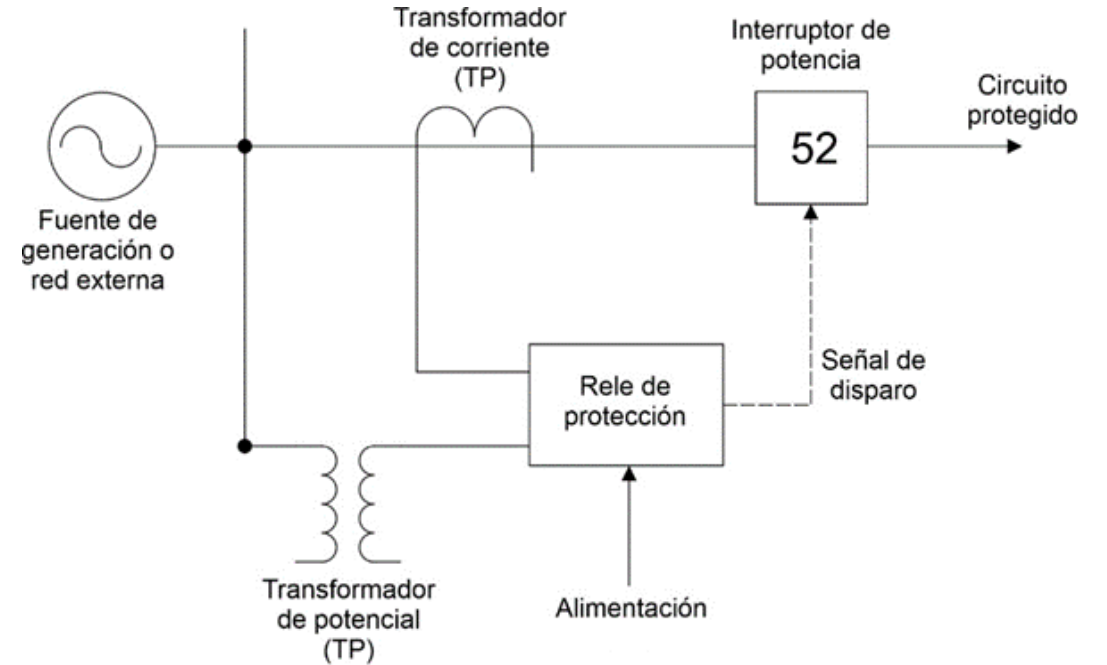 Transformador
de corriente
(TP)
Interruptor de
potencia
Circuito
protegido
52
Fuente de
generación o
red externa
Rele de
protección
Señal de
disparo
Transformador
de potencial
(TP)
Alimentación